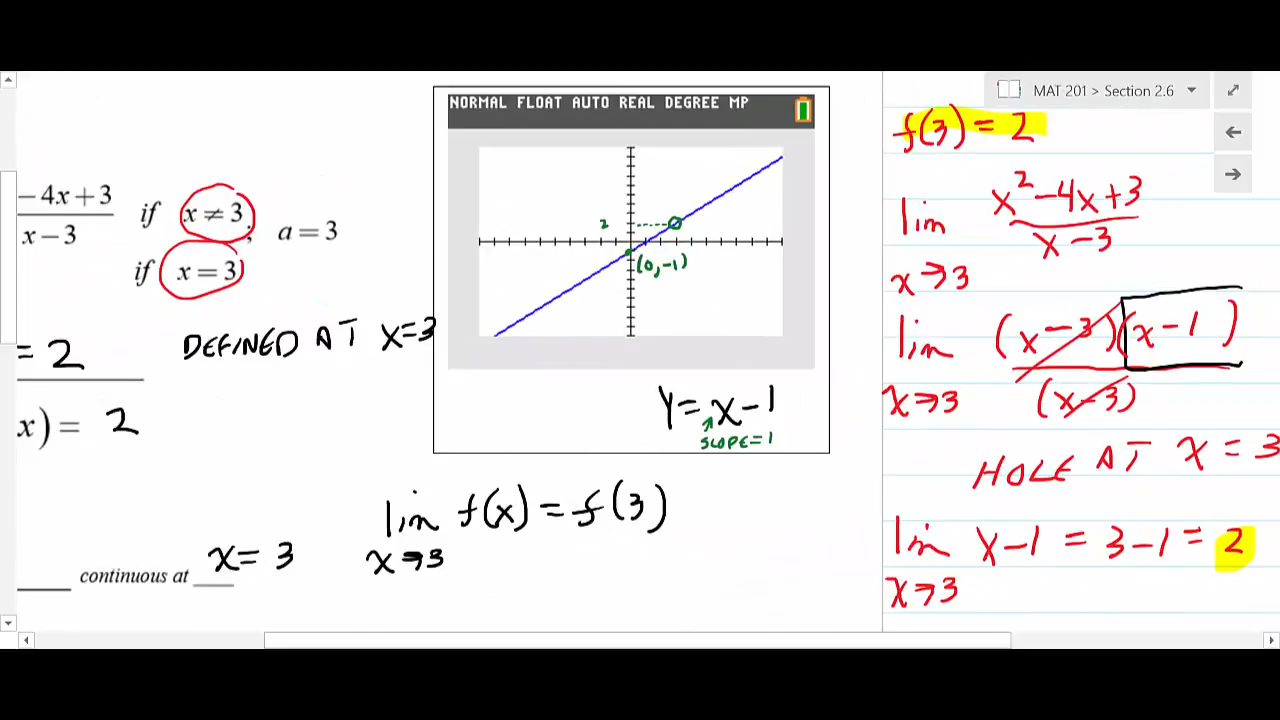 −4x+3
x−3
if x ≠ 3,
if x = 3
a = 3
= 2
DEFINED AT x=3
x) = 2
NORMAL FLOAT AUTO REAL DEGREE MP
2
(0,-1)
Y = x-1
SLOPE=1
lim f(x) = f(3)
x→3
x = 3
continuous at
MAT 201 > Section 2.6
f(3) = 2
lim x²-4x+3
x-3
x→3
lim (x-3)(x-1)
(x-3)
x→3
HOLE AT x = 3
lim x-1 = 3-1 = 2
x→3